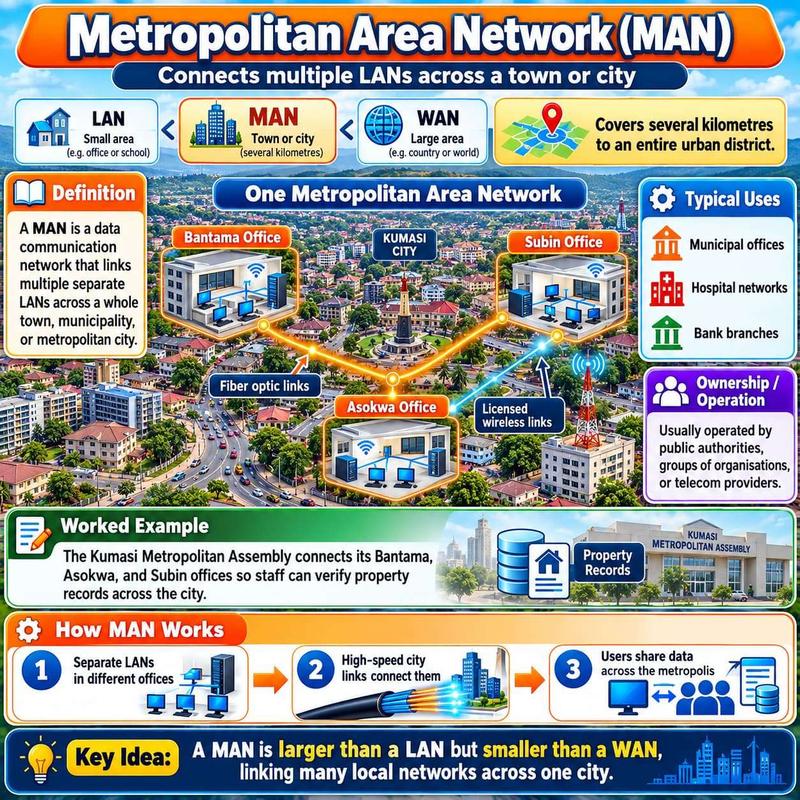 Metropolitan Area Network (MAN)
Connects multiple LANs across a town or city
LAN
Small area
(e.g. office or school)
<
MAN
Town or city
(several kilometres)
<
WAN
Large area
(e.g. country or world)
Covers several kilometres
to an entire urban district.
Definition
A MAN is a data
communication
network that links
multiple separate
LANs across a whole
town, municipality,
or metropolitan city.
One Metropolitan Area Network
Bantama Office
KUMASI
CITY
Subin Office
Fiber optic links
Asokwa Office
Licensed
wireless links
Typical Uses
Municipal offices
Hospital networks
Bank branches
Ownership /
Operation
Usually operated by
public authorities,
groups of organisations,
or telecom providers.
Worked Example
The Kumasi Metropolitan Assembly connects its Bantama,
Asokwa, and Subin offices so staff can verify property
records across the city.
Property
Records
KUMASI
METROPOLITAN ASSEMBLY
How MAN Works
1
Separate LANs
in different offices
2
High-speed city
links connect them
3
Users share data
across the metropolis
Key Idea:
A MAN is larger than a LAN but smaller than a WAN,
linking many local networks across one city.